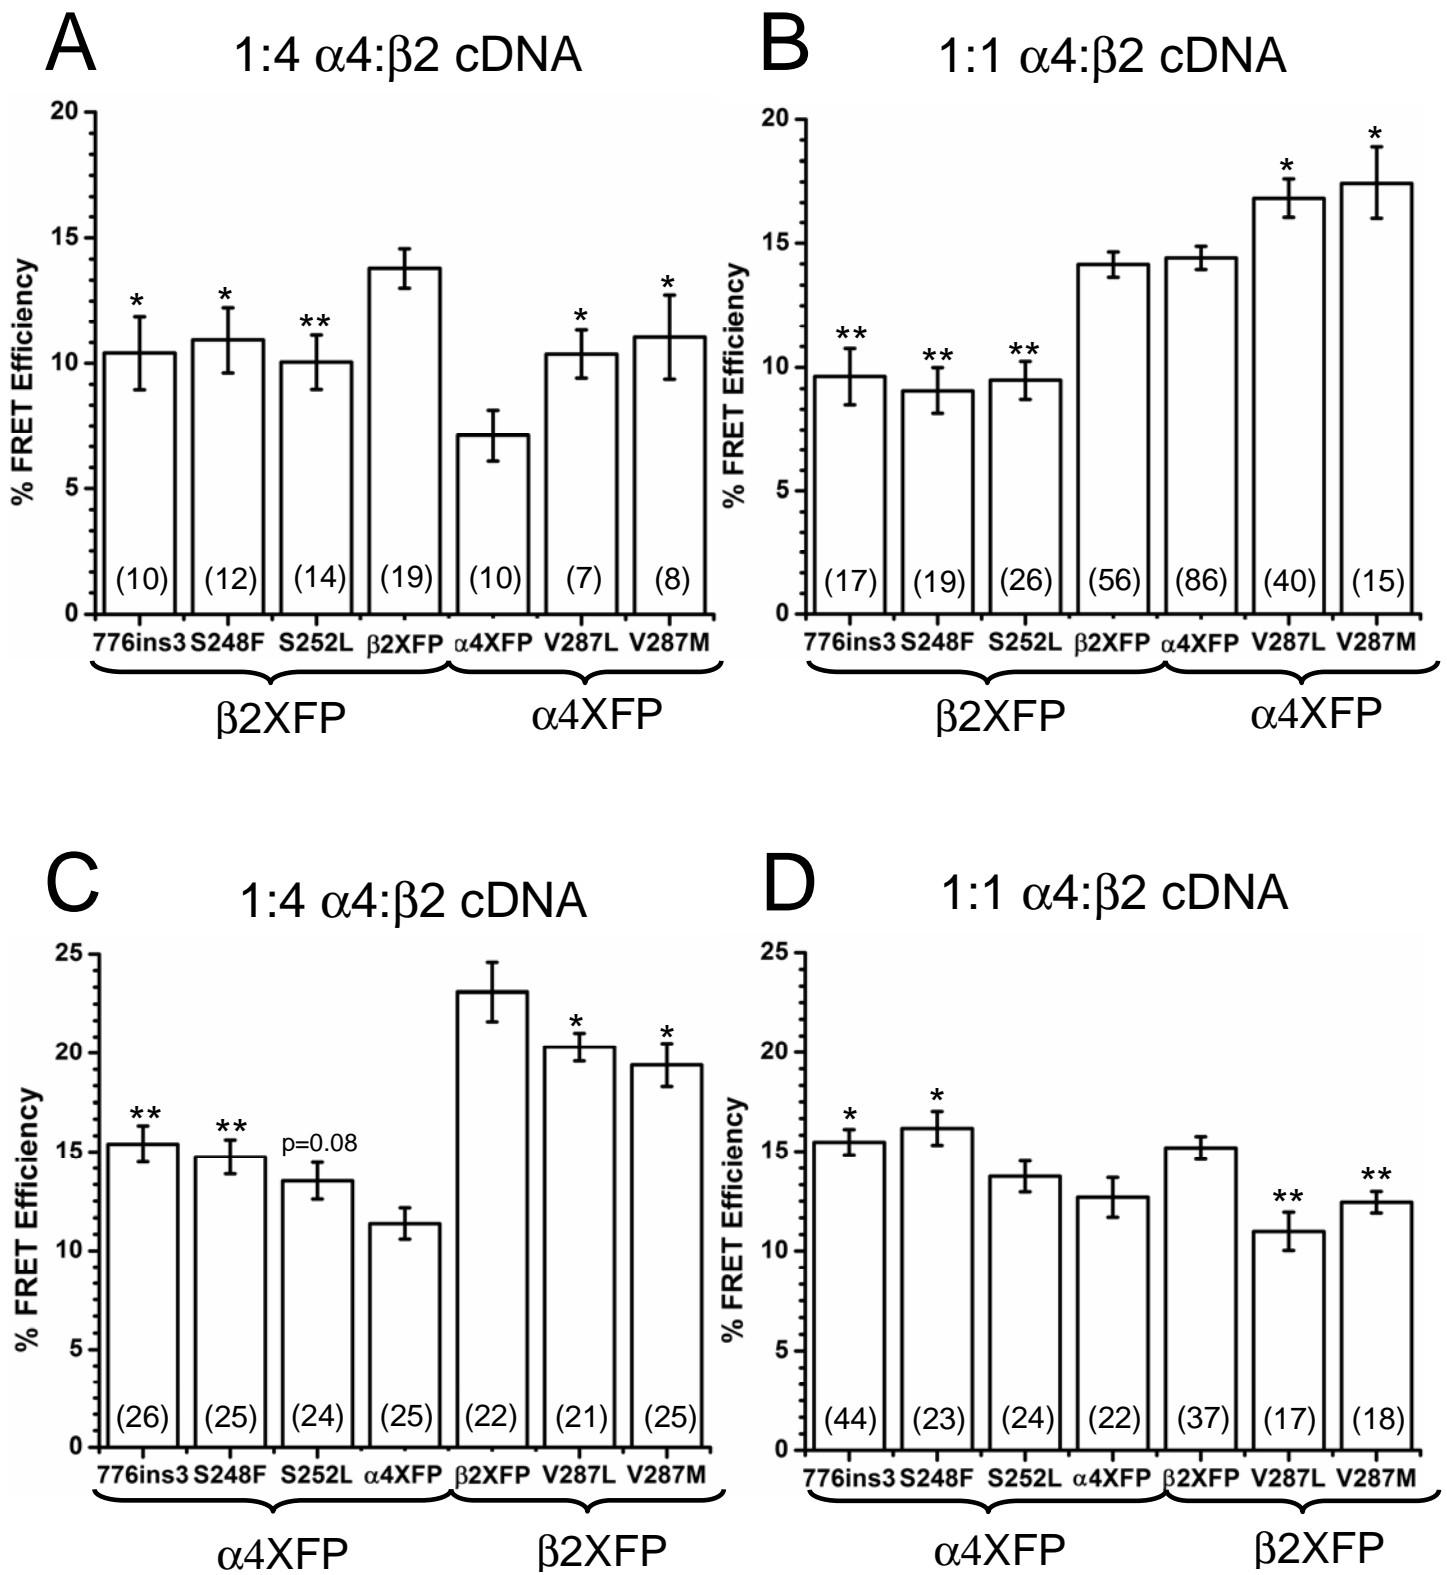 A
1:4 α4:β2 cDNA
% FRET Efficiency
20
15
10
5
0
* * ** * *
(10) (12) (14) (19) (10) (7) (8)
776ins3 S248F S252L β2XFP α4XFP V287L V287M
β2XFP α4XFP
B
1:1 α4:β2 cDNA
% FRET Efficiency
20
15
10
5
0
** ** ** * *
(17) (19) (26) (56) (86) (40) (15)
776ins3 S248F S252L β2XFP α4XFP V287L V287M
β2XFP α4XFP
C
1:4 α4:β2 cDNA
% FRET Efficiency
25
20
15
10
5
0
** ** p=0.08 * *
(26) (25) (24) (25) (22) (21) (25)
776ins3 S248F S252L α4XFP β2XFP V287L V287M
α4XFP β2XFP
D
1:1 α4:β2 cDNA
% FRET Efficiency
25
20
15
10
5
0
* * ** **
(44) (23) (24) (22) (37) (17) (18)
776ins3 S248F S252L α4XFP β2XFP V287L V287M
α4XFP β2XFP